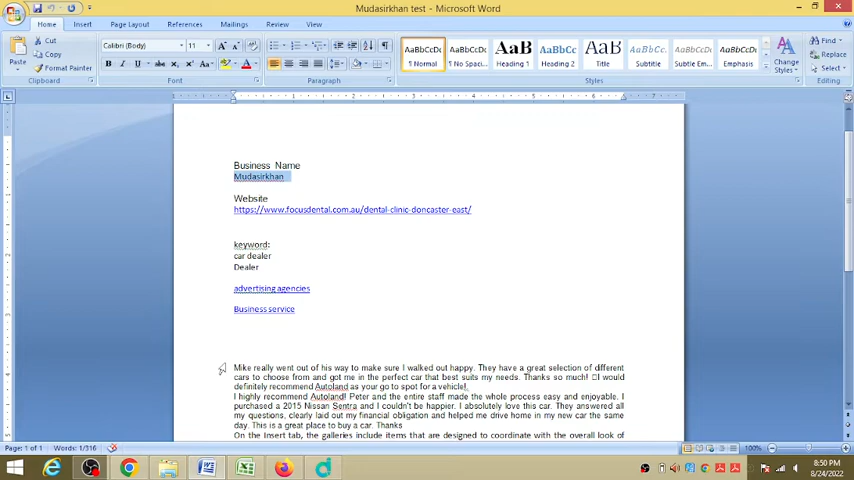 Mudasirkhan test - Microsoft Word
Home Insert Page Layout References Mailings Review View
Cut
Copy
Format Painter
Paste
Clipboard
Calibri (Body) 11
Font
Paragraph
AaBbCcDc AaBbCcDc AaBb AaBbCc AaB AaBbCc. AaBbCcDc AaBbCcDc
¶ Normal ¶ No Spaci... Heading 1 Heading 2 Title Subtitle Subtle Em... Emphasis
Change Styles
Styles
Find
Replace
Select
Editing
Business Name
Mudasirkhan
Website
https://www.focusdental.com.au/dental-clinic-doncaster-east/
keyword:
car dealer
Dealer
advertising agencies
Business service
Mike really went out of his way to make sure I walked out happy. They have a great selection of different
cars to choose from and got me in the perfect car that best suits my needs. Thanks so much! □I would
definitely recommend Autoland as your go to spot for a vehicle!,
I highly recommend Autoland! Peter and the entire staff made the whole process easy and enjoyable. I
purchased a 2015 Nissan Sentra and I couldn't be happier. I absolutely love this car. They answered all
my questions, clearly laid out my financial obligation and helped me drive home in my new car the same
day. This is a great place to buy a car. Thanks
On the Insert tab, the galleries include items that are designed to coordinate with the overall look of
Page: 1 of 1 Words: 1/316
100%
8:50 PM
8/24/2022